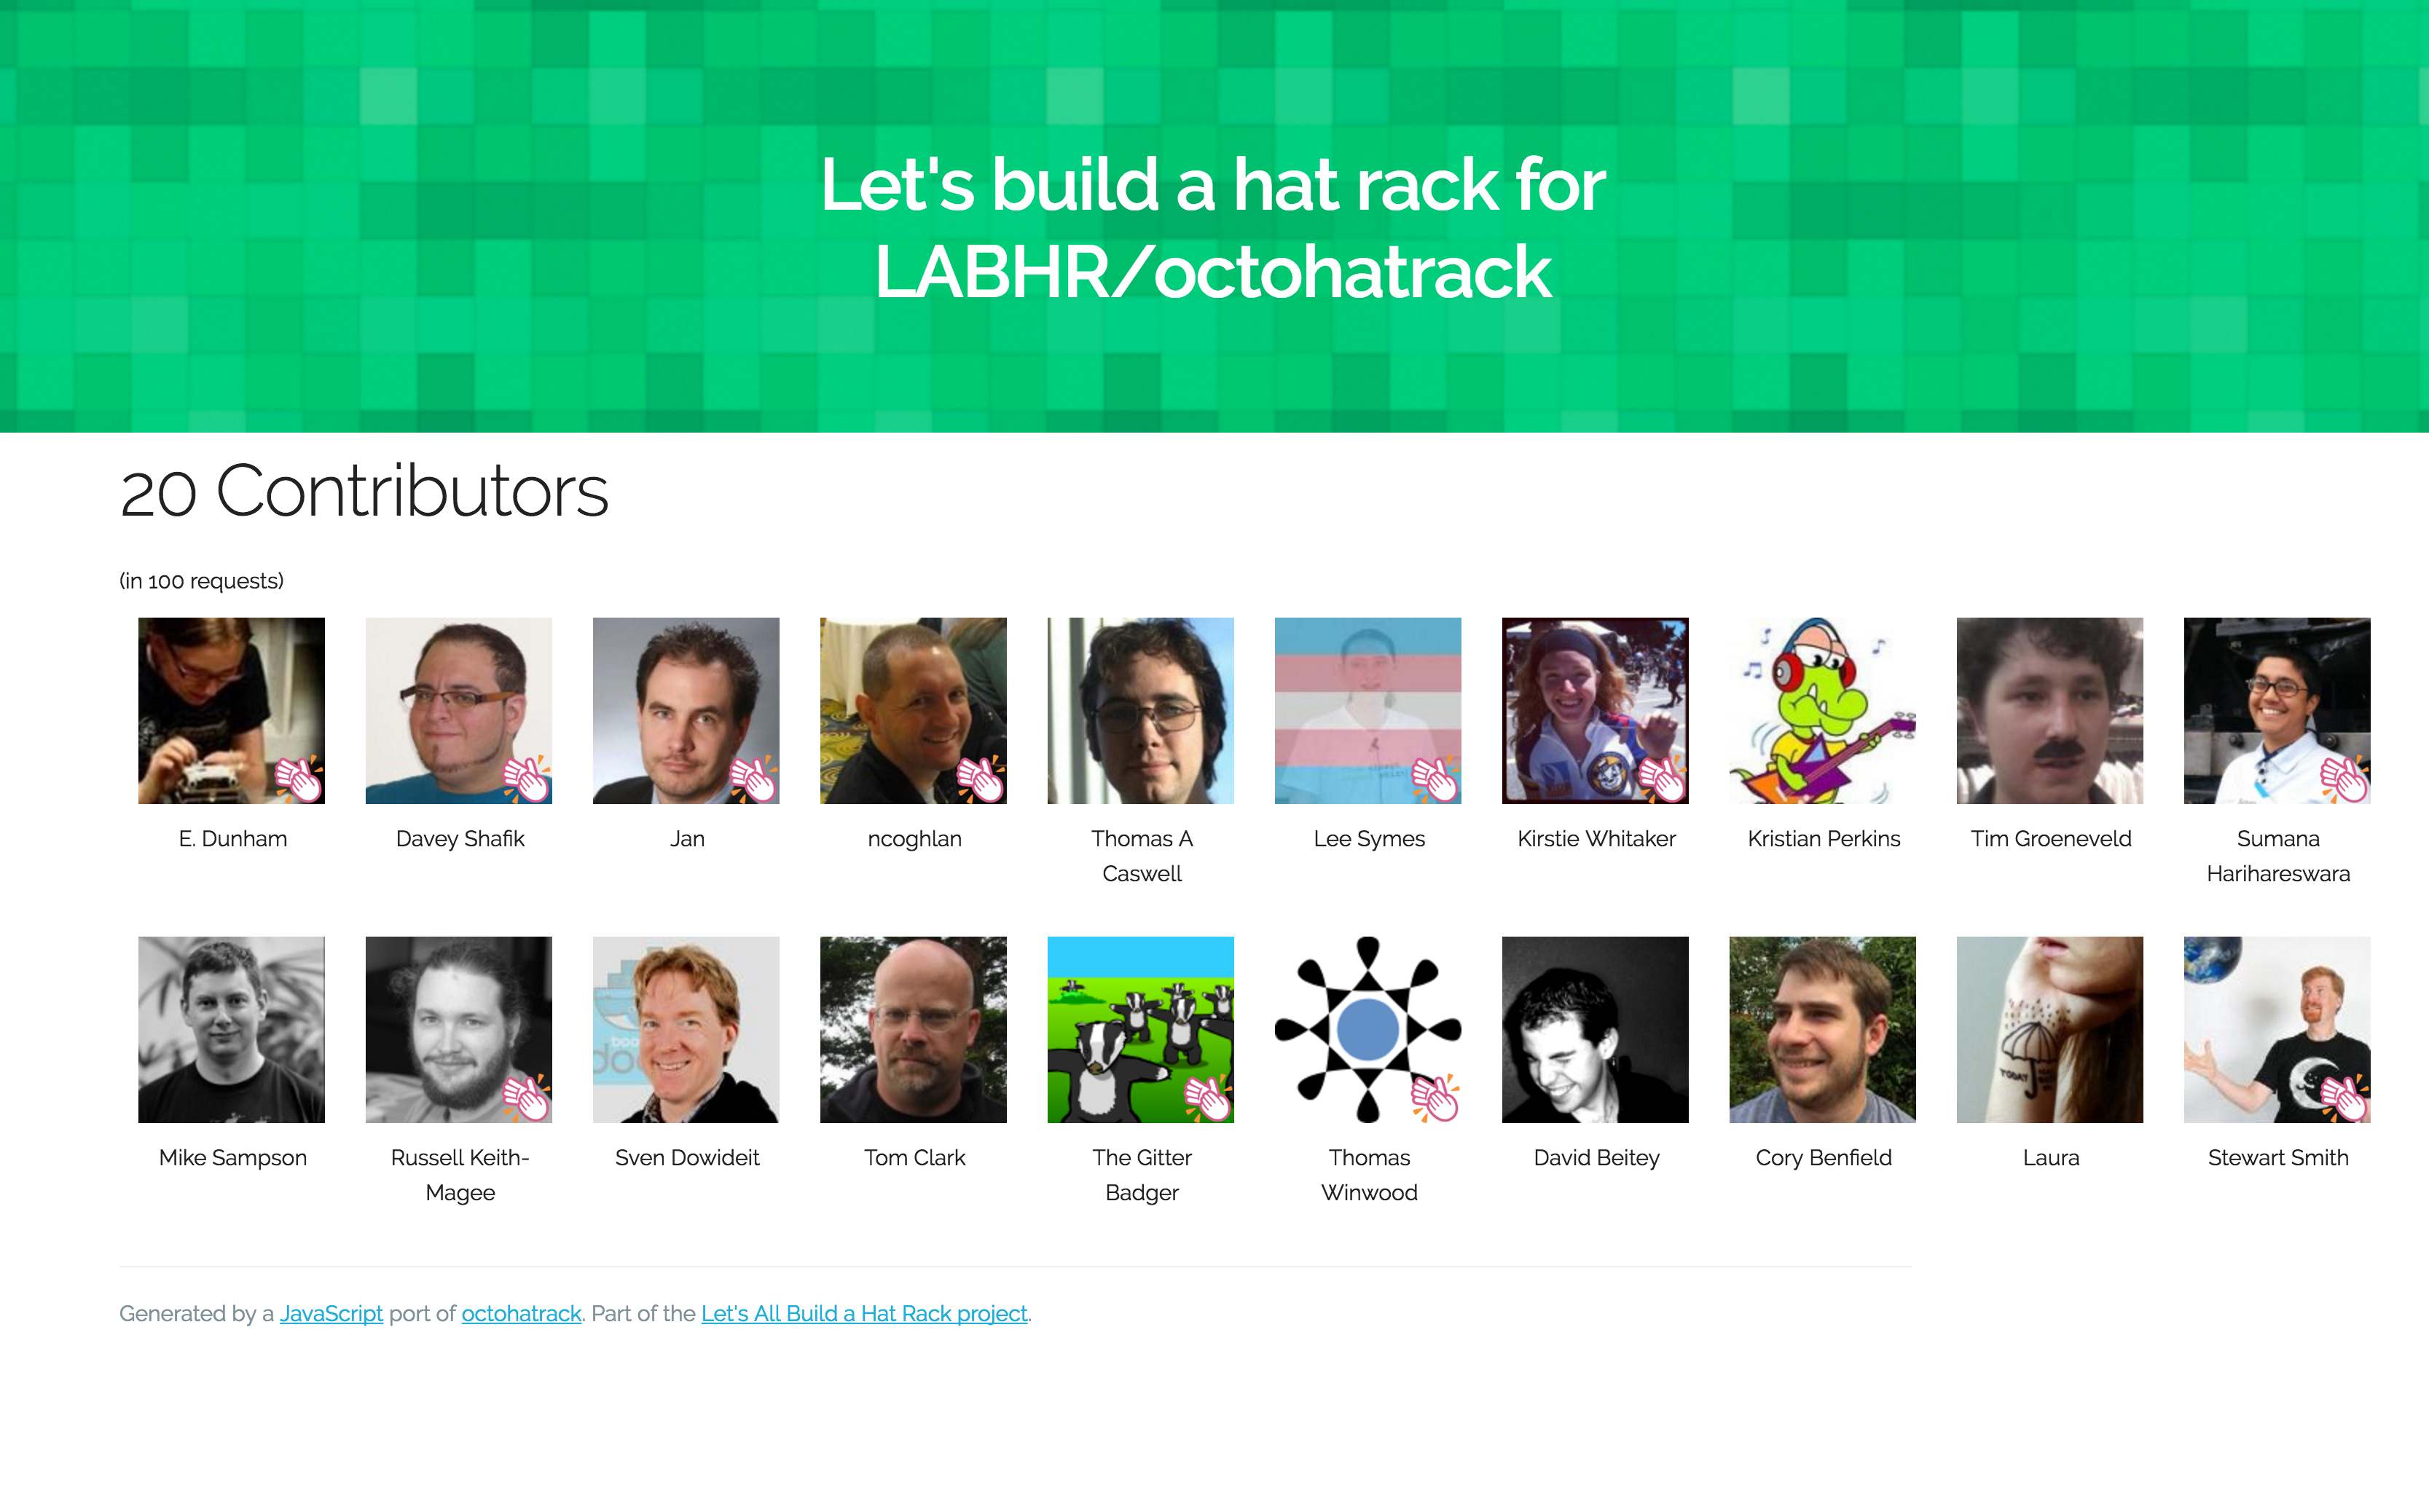 Let's build a hat rack for
LABHR/octohatrack
20 Contributors
(in 100 requests)
E. Dunham
Davey Shafik
Jan
ncoghlan
Thomas A
Caswell
Lee Symes
Kirstie Whitaker
Kristian Perkins
Tim Groeneveld
Sumana
Harihareswara
TODAY
Mike Sampson
Russell Keith-
Magee
Sven Dowideit
Tom Clark
The Gitter
Badger
Thomas
Winwood
David Beitey
Cory Benfield
Laura
Stewart Smith
Generated by a JavaScript port of octohatrack. Part of the Let's All Build a Hat Rack project.